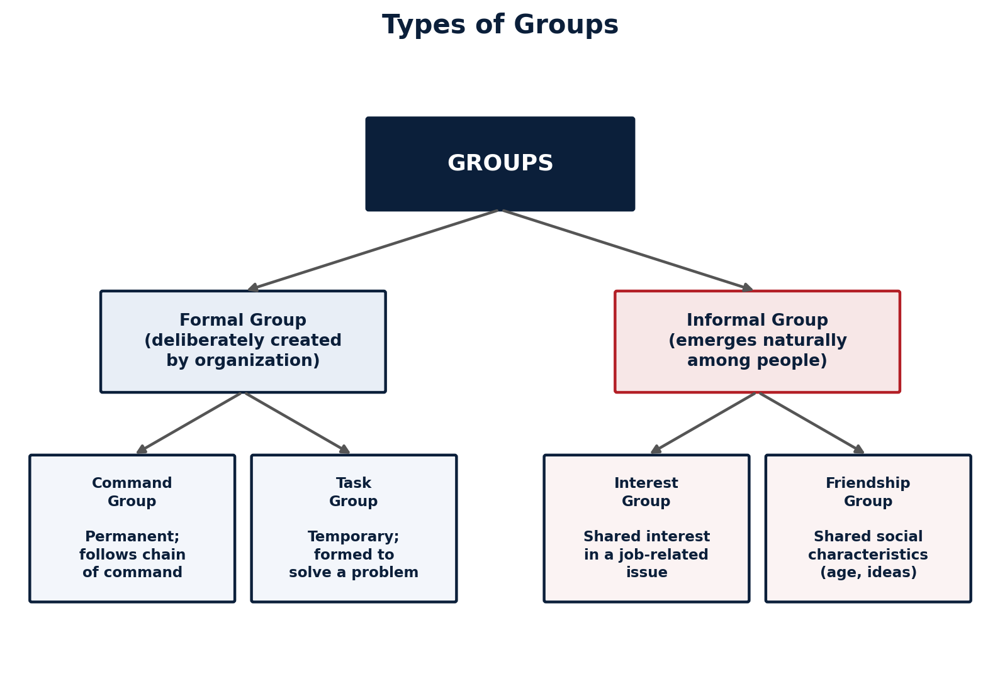 Types of Groups
GROUPS
Formal Group
(deliberately created
by organization)
Informal Group
(emerges naturally
among people)
Command
Group
Permanent;
follows chain
of command
Task
Group
Temporary;
formed to
solve a problem
Interest
Group
Shared interest
in a job-related
issue
Friendship
Group
Shared social
characteristics
(age, ideas)